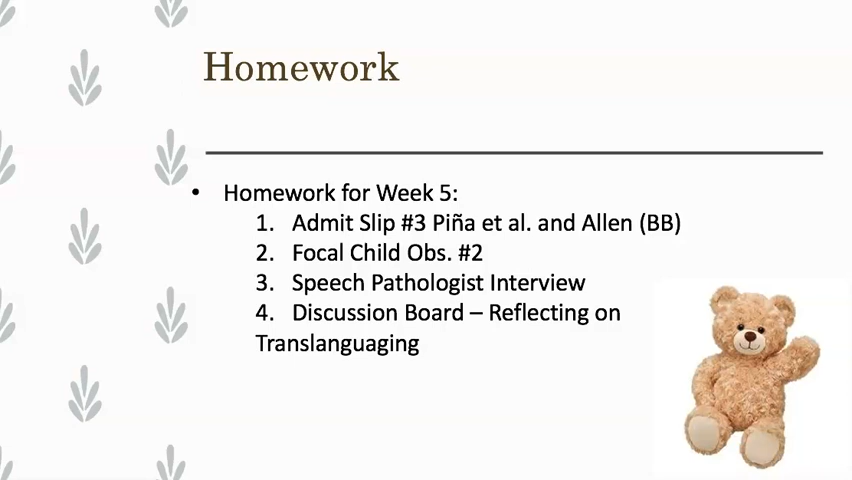 Homework
• Homework for Week 5:
1. Admit Slip #3 Piña et al. and Allen (BB)
2. Focal Child Obs. #2
3. Speech Pathologist Interview
4. Discussion Board – Reflecting on
Translanguaging